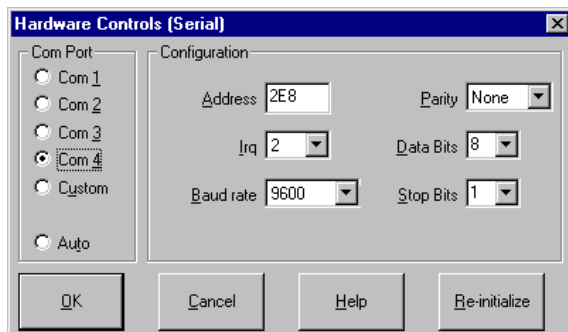 Hardware Controls (Serial)
Com Port
Com 1
Com 2
Com 3
Com 4
Custom
Auto
Configuration
Address 2E8
Parity None
Irq 2
Data Bits 8
Baud rate 9600
Stop Bits 1
OK
Cancel
Help
Re-initialize